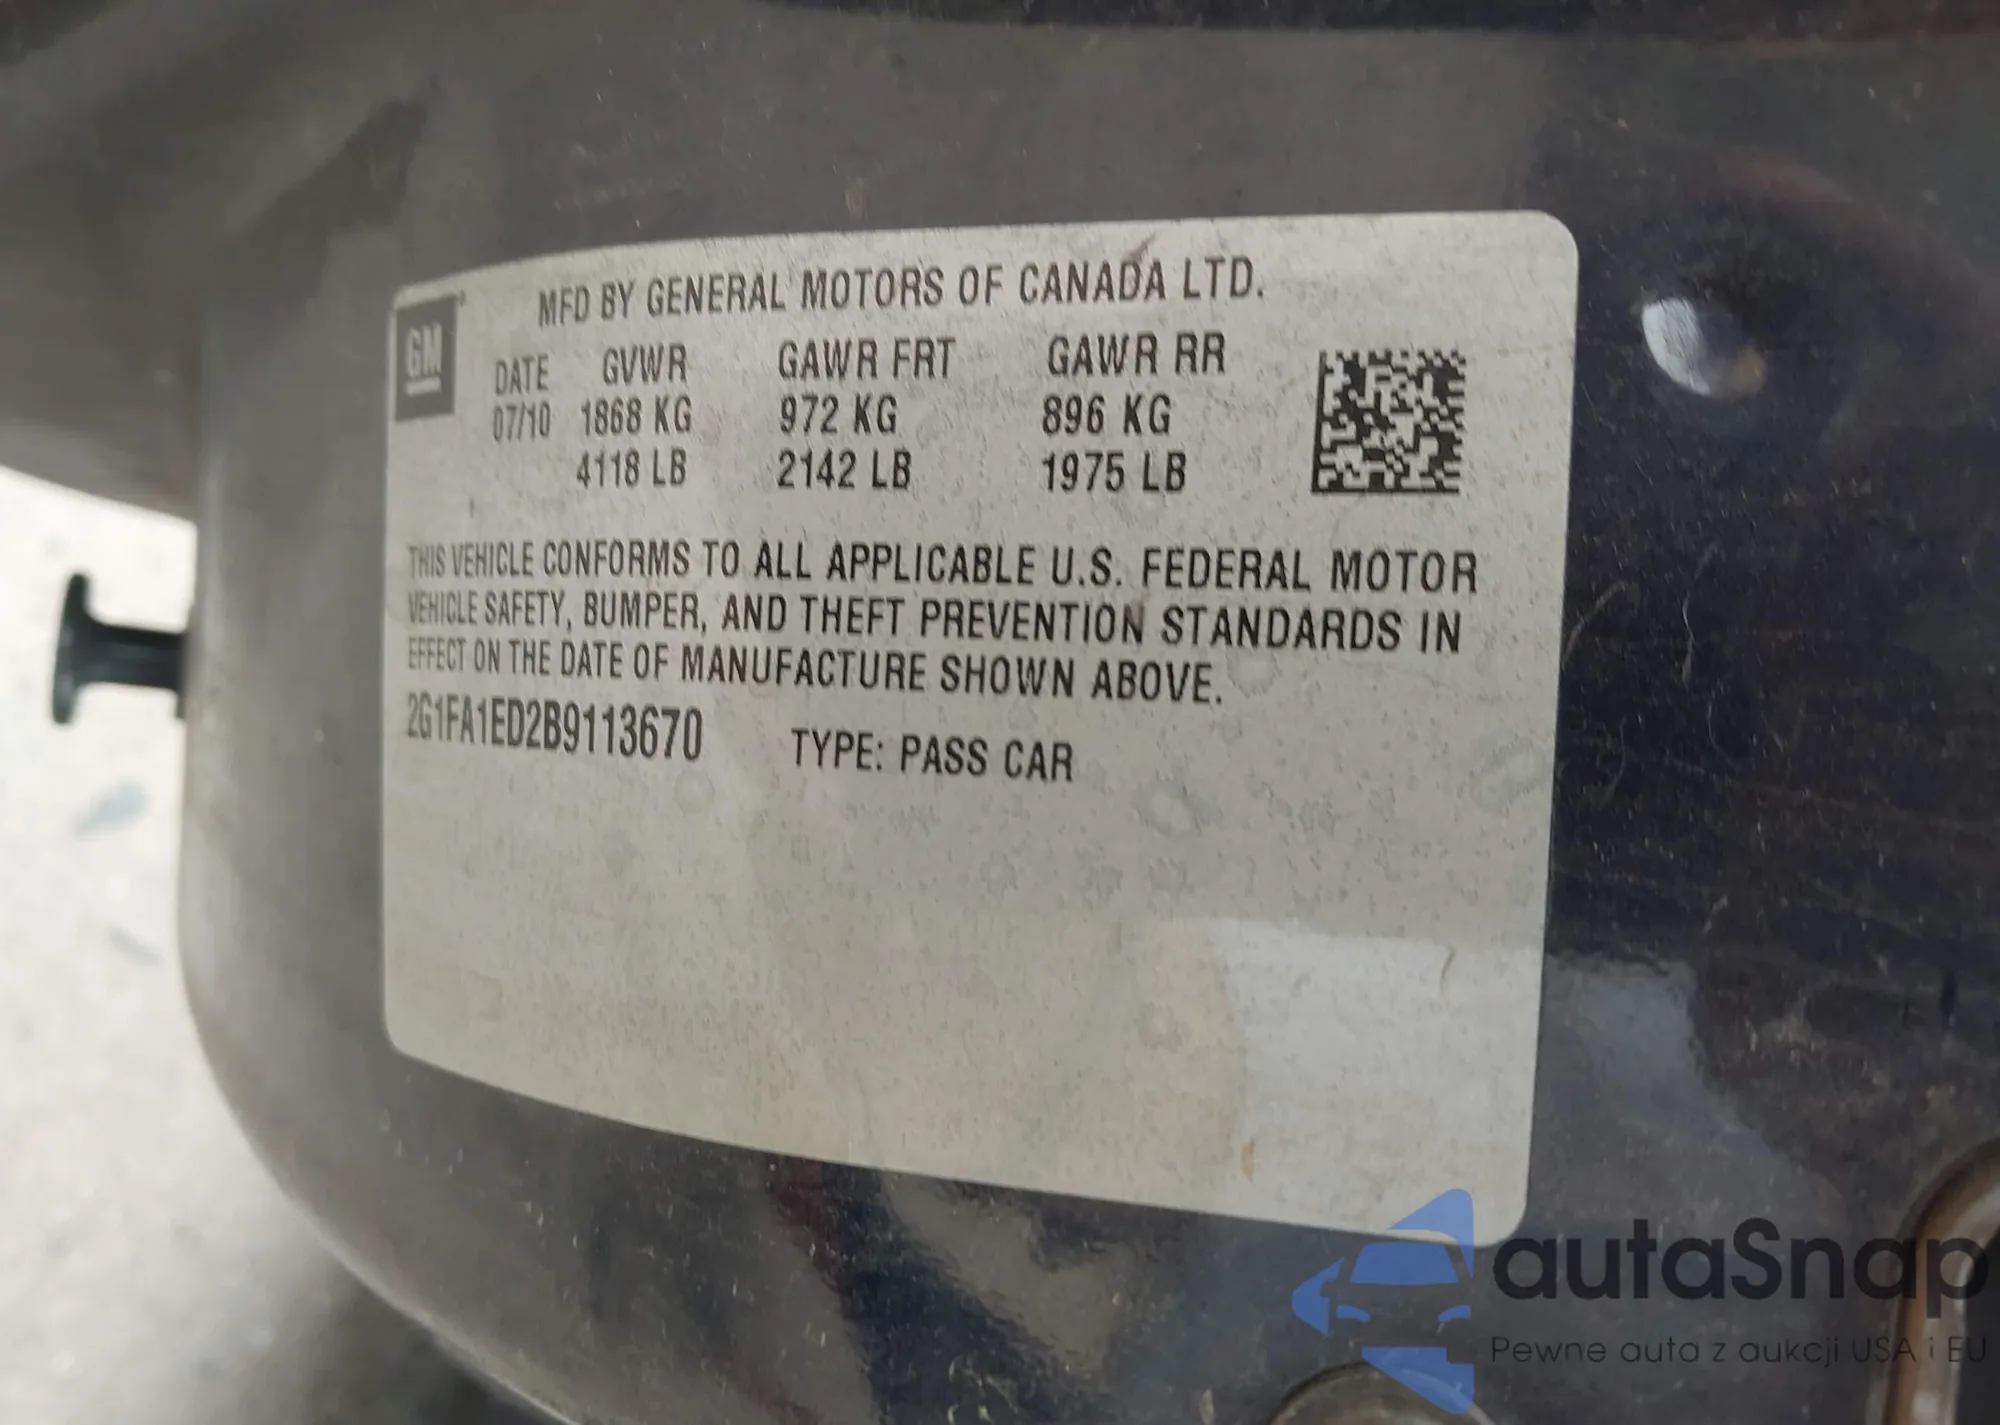 MFD BY GENERAL MOTORS OF CANADA LTD.
GM
DATE GVWR GAWR FRT GAWR RR
07/10 1868 KG 972 KG 896 KG
4118 LB 2142 LB 1975 LB
THIS VEHICLE CONFORMS TO ALL APPLICABLE U.S. FEDERAL MOTOR
VEHICLE SAFETY, BUMPER, AND THEFT PREVENTION STANDARDS IN
EFFECT ON THE DATE OF MANUFACTURE SHOWN ABOVE.
2G1FA1ED2B9113670 TYPE: PASS CAR
autaSnap
Pewne auta z aukcji USA i EU